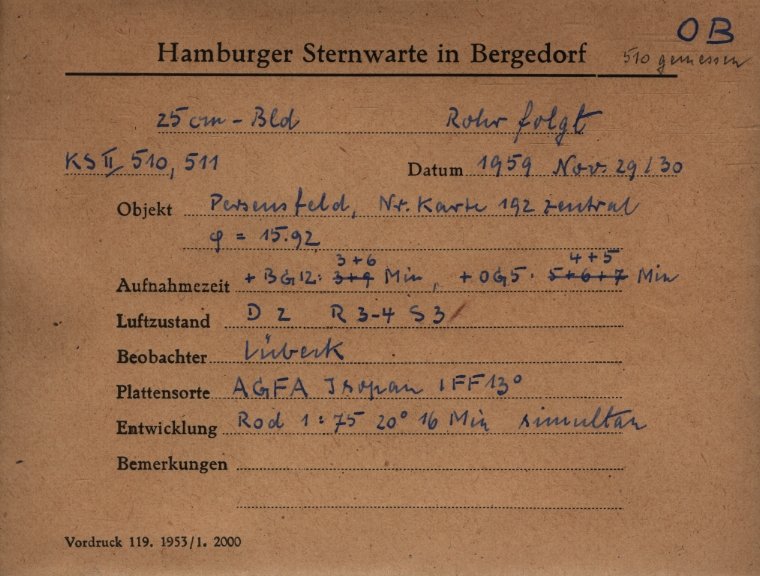 OB
Hamburger Sternwarte in Bergedorf 510 gemessen
25cm-Bld Rohr folgt
KS II 510, 511 Datum 1959 Nov. 29/30
Objekt Perseusfeld, Nr. Karte 192 zentral
φ = 15.92
3+6 4+5
Aufnahmezeit + BG12: 3+9 Min, + OG5: 5+6+7 Min
Luftzustand D 2 R 3-4 S 3
Beobachter Lübeck
Plattensorte AGFA Isopan IFF 13°
Entwicklung Rod 1:75 20° 16 Min simultan
Bemerkungen
Vordruck 119. 1953/1. 2000